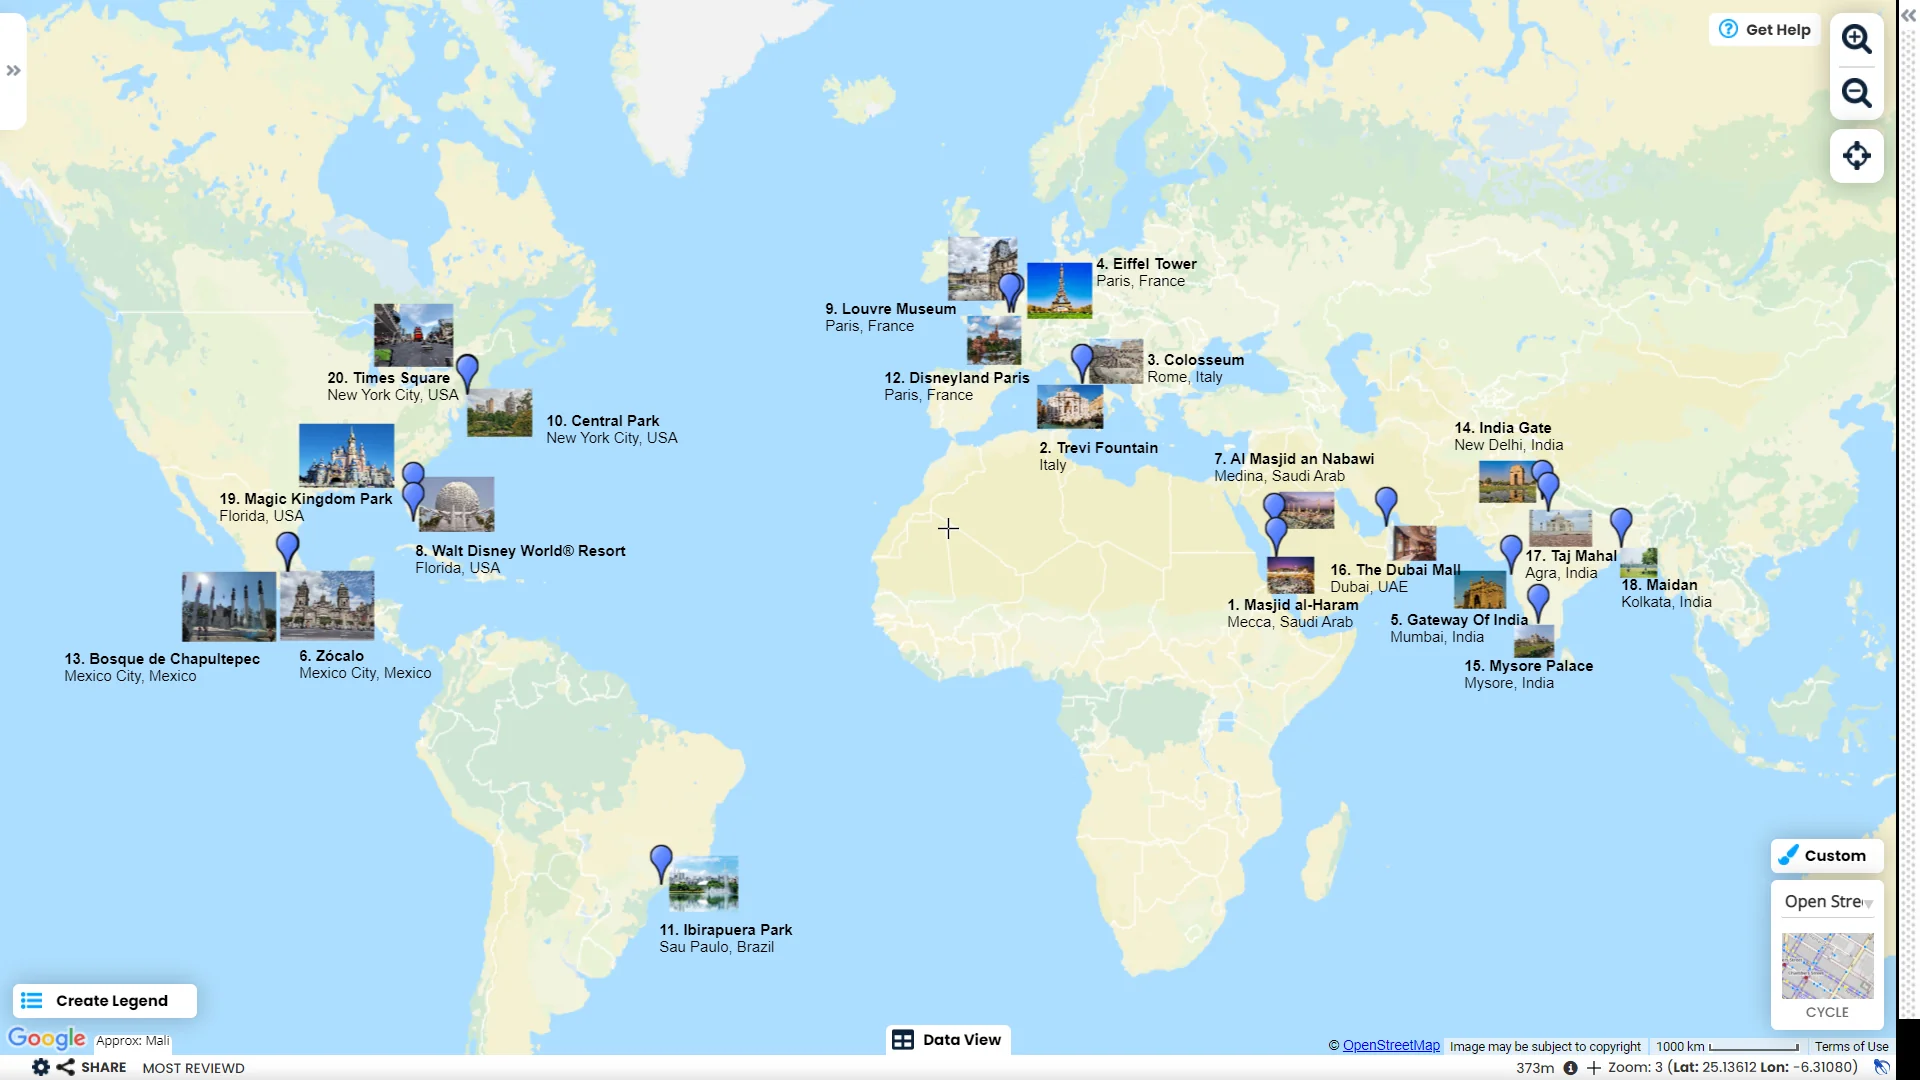 Get Help
4. Eiffel Tower
Paris, France
9. Louvre Museum
Paris, France
3. Colosseum
Rome, Italy
12. Disneyland Paris
Paris, France
20. Times Square
New York City, USA
10. Central Park
New York City, USA
2. Trevi Fountain
Italy
14. India Gate
New Delhi, India
7. Al Masjid an Nabawi
Medina, Saudi Arab
19. Magic Kingdom Park
Florida, USA
8. Walt Disney World® Resort
Florida, USA
17. Taj Mahal
Agra, India
16. The Dubai Mall
Dubai, UAE
18. Maidan
Kolkata, India
1. Masjid al-Haram
Mecca, Saudi Arab
5. Gateway Of India
Mumbai, India
13. Bosque de Chapultepec
Mexico City, Mexico
6. Zócalo
Mexico City, Mexico
15. Mysore Palace
Mysore, India
11. Ibirapuera Park
Sau Paulo, Brazil
Custom
Open Stre
CYCLE
Create Legend
Google
Approx: Mali
Data View
© OpenStreetMap
Image may be subject to copyright
1000 km
Terms of Use
SHARE
MOST REVIEWD
373m
Zoom: 3 (Lat: 25.13612 Lon: -6.31080)